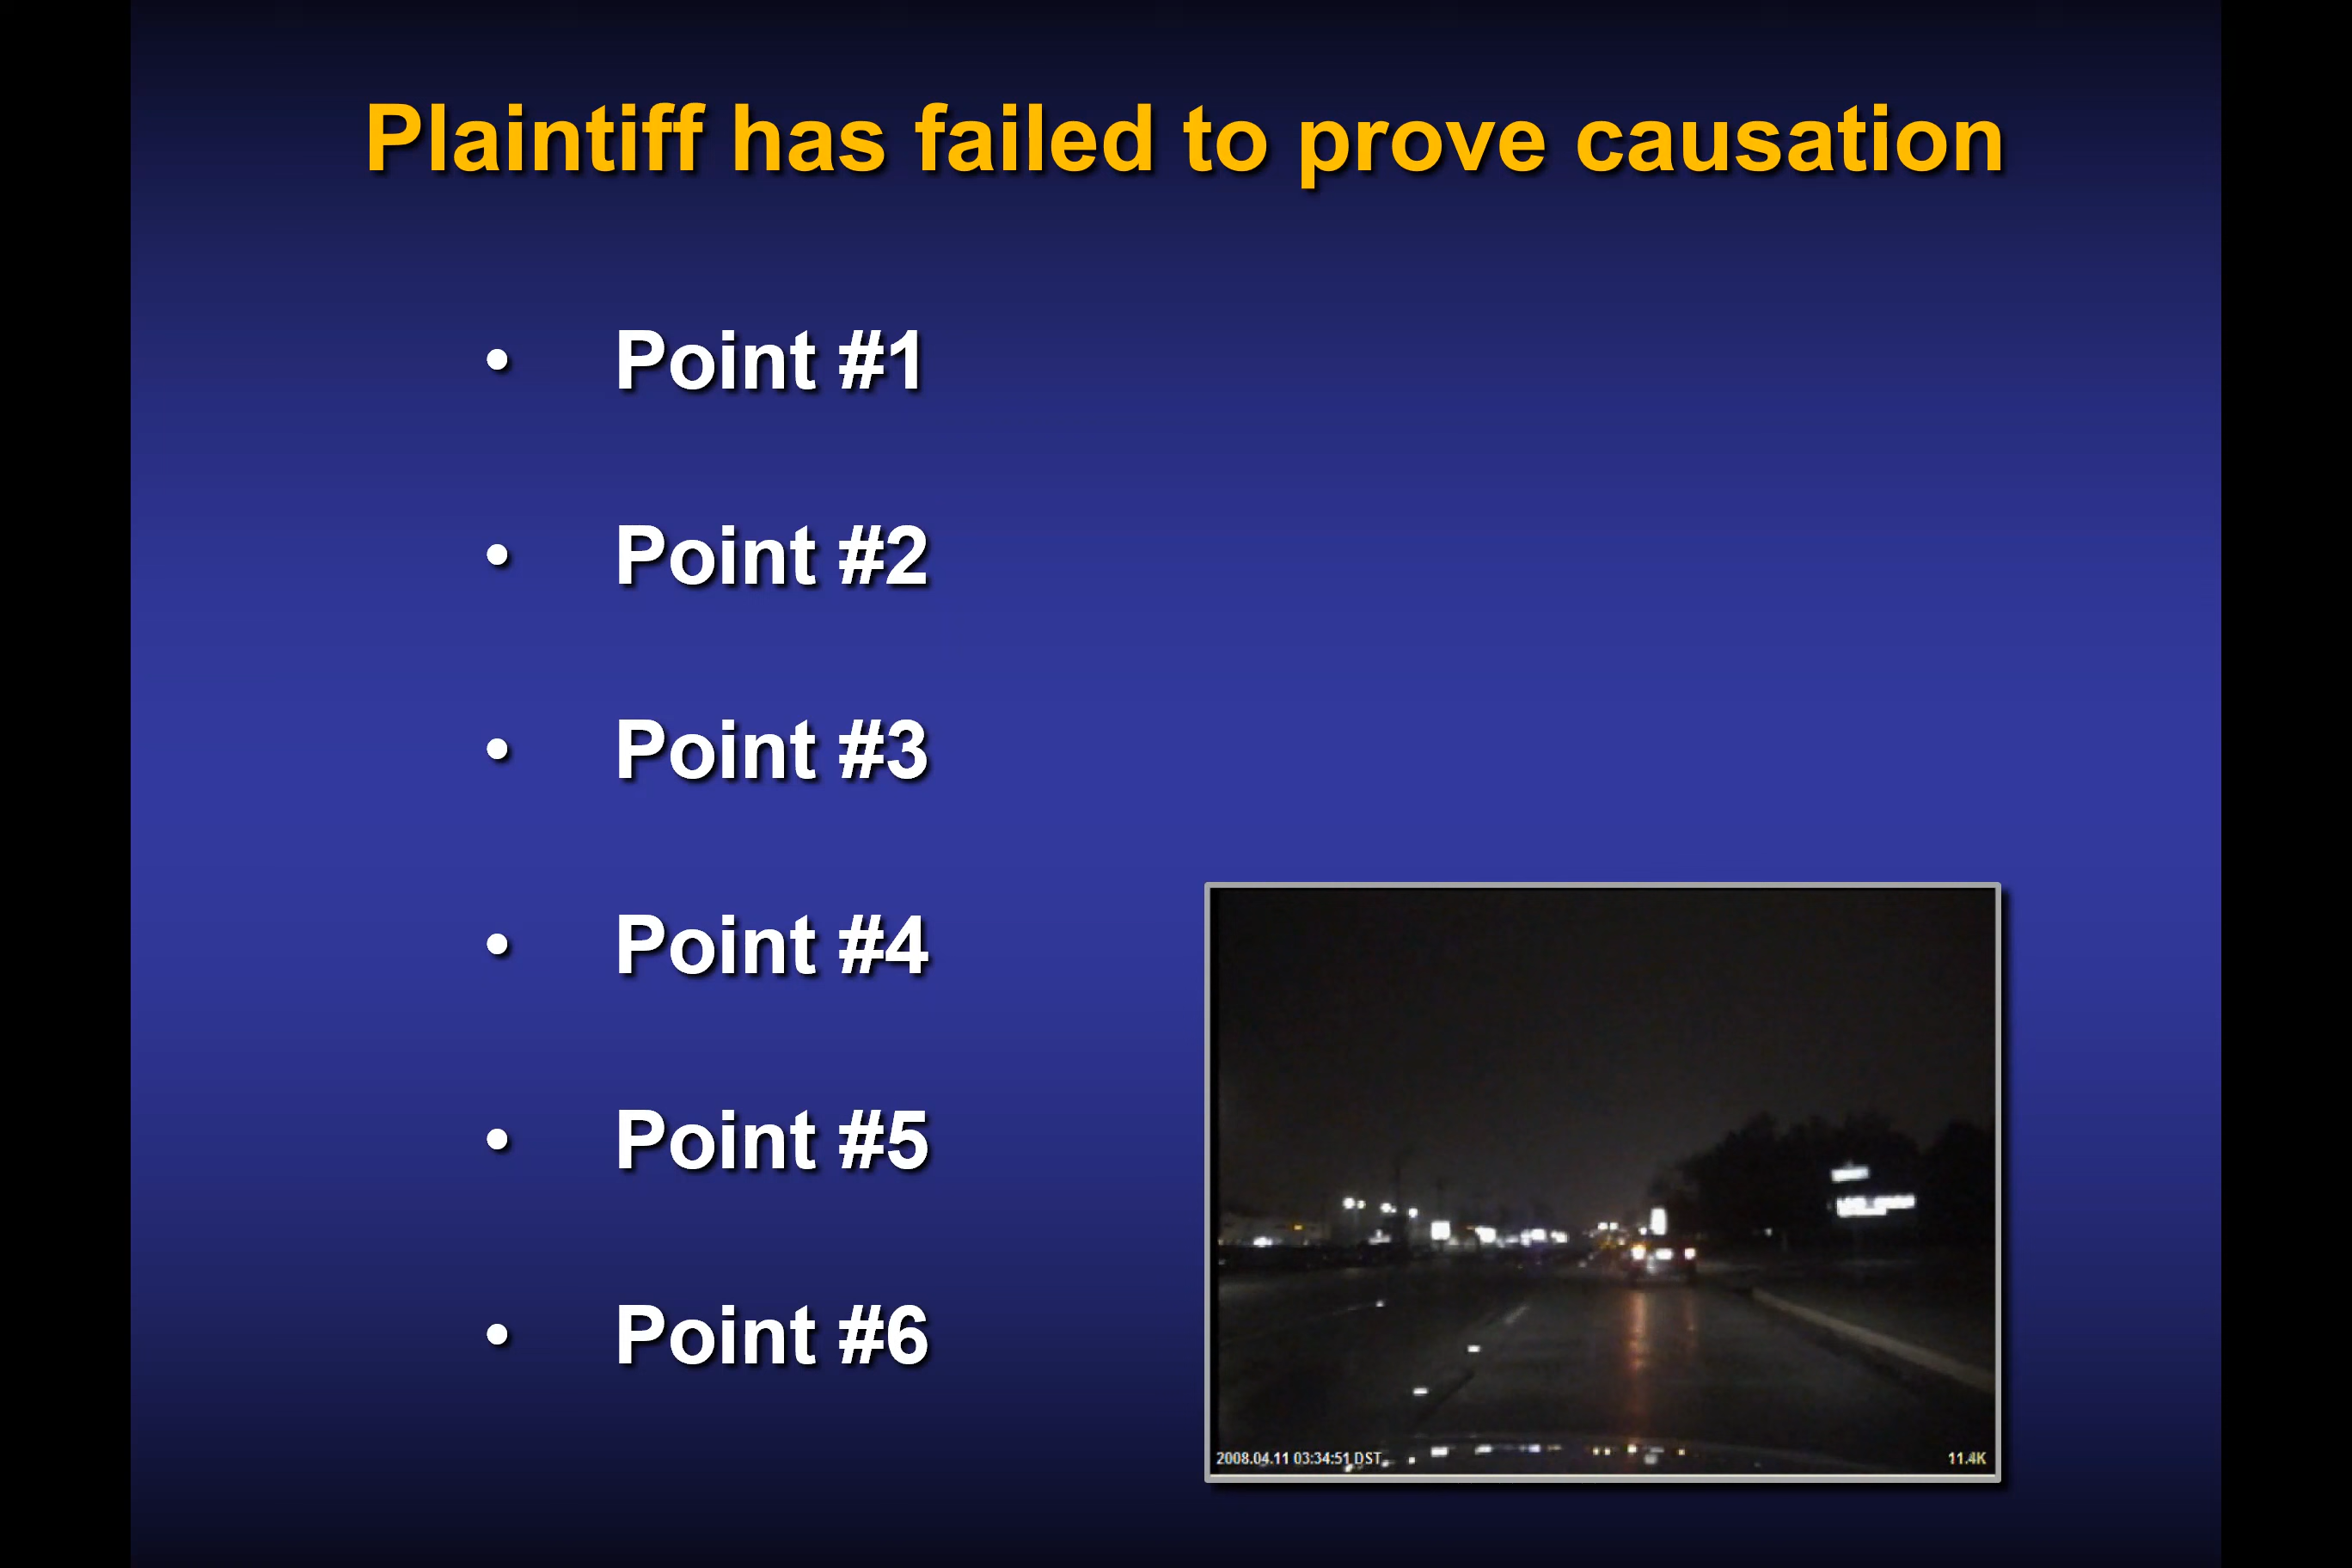 Plaintiff has failed to prove causation
• Point #1
• Point #2
• Point #3
• Point #4
• Point #5
• Point #6
2008.04.11 03:34:51 DST
11.4K